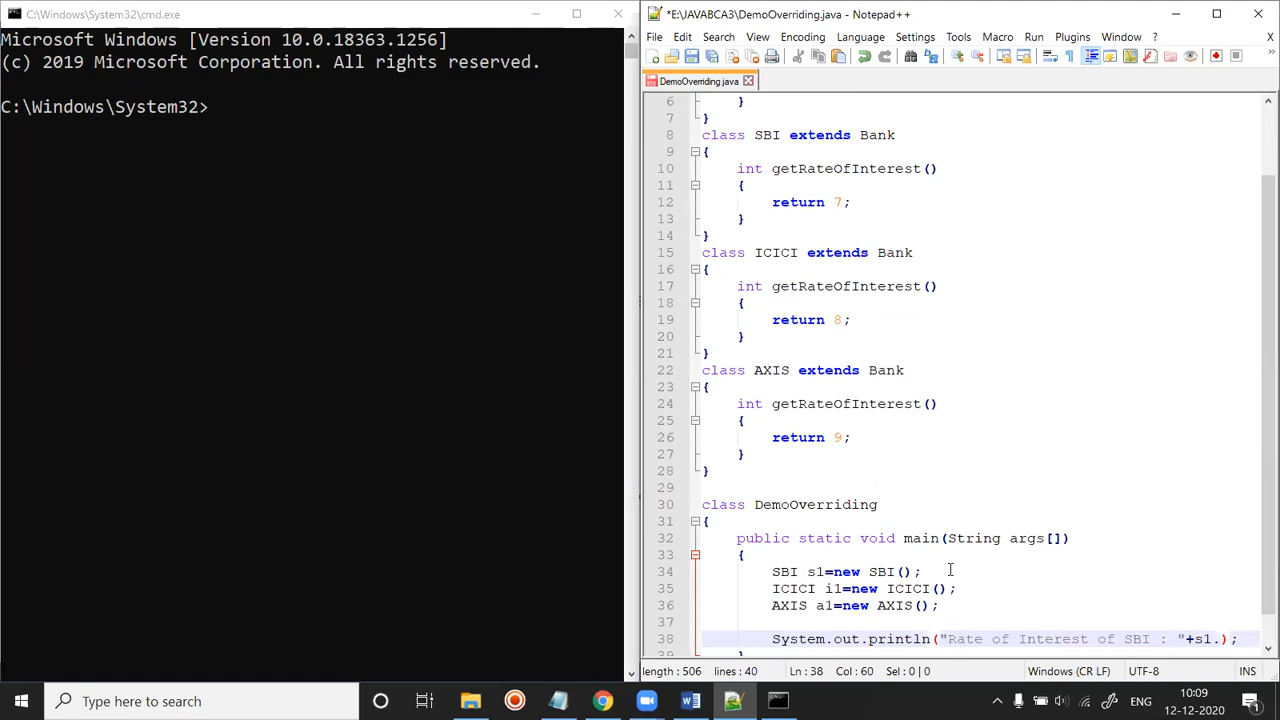 C:\Windows\System32\cmd.exe
Microsoft Windows [Version 10.0.18363.1256]
(c) 2019 Microsoft Corporation. All rights reserved.
C:\Windows\System32>
*E:\JAVABCA3\DemoOverriding.java - Notepad++
File Edit Search View Encoding Language Settings Tools Macro Run Plugins Window ? X
DemoOverriding.java
6 }
7 }
8 class SBI extends Bank
9 {
10 int getRateOfInterest()
11 {
12 return 7;
13 }
14 }
15 class ICICI extends Bank
16 {
17 int getRateOfInterest()
18 {
19 return 8;
20 }
21 }
22 class AXIS extends Bank
23 {
24 int getRateOfInterest()
25 {
26 return 9;
27 }
28 }
29
30 class DemoOverriding
31 {
32 public static void main(String args[])
33 {
34 SBI s1=new SBI();
35 ICICI i1=new ICICI();
36 AXIS a1=new AXIS();
37
38 System.out.println("Rate of Interest of SBI : "+s1.);
39 }
length : 506 lines : 40 Ln : 38 Col : 60 Sel : 0 | 0 Windows (CR LF) UTF-8 INS
Type here to search
ENG
10:09
12-12-2020